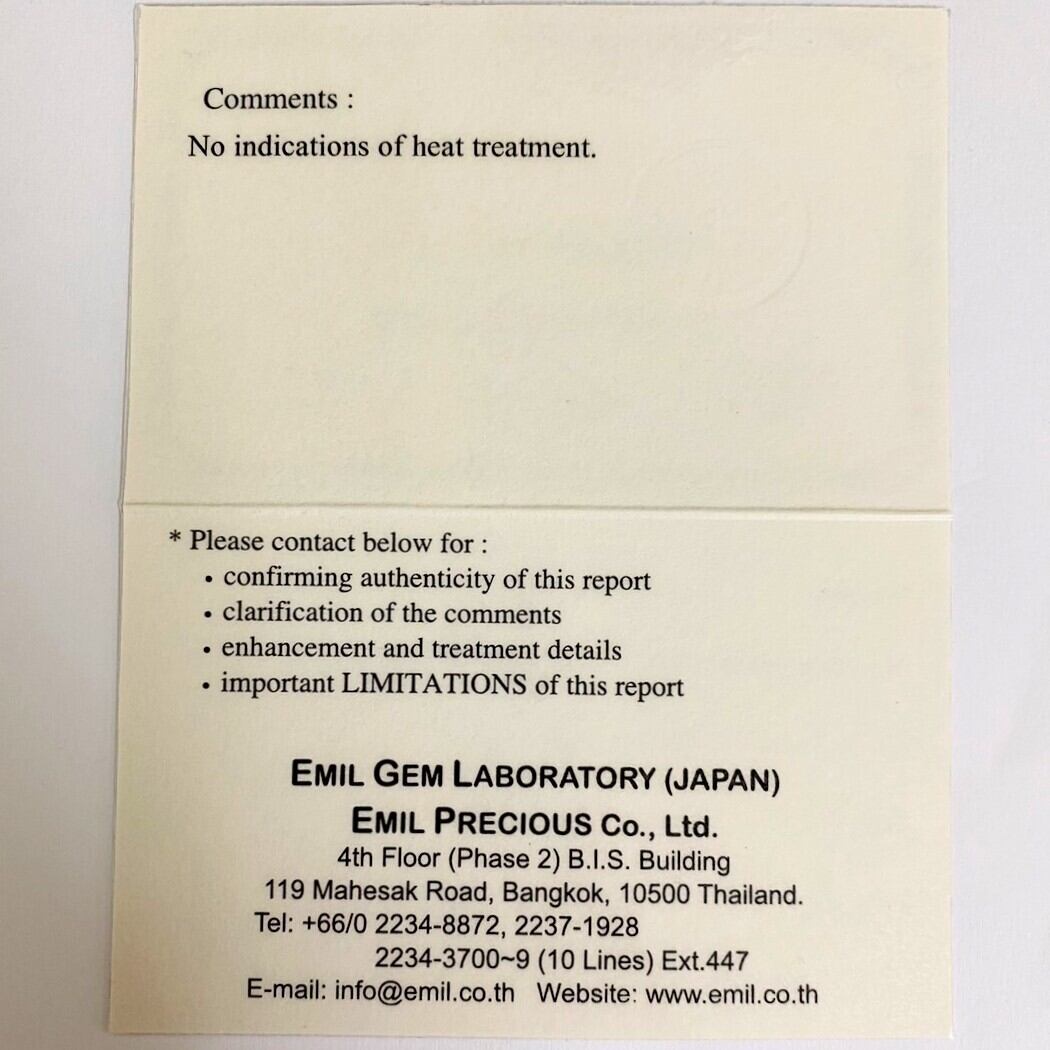 Comments :
No indications of heat treatment.
* Please contact below for :
• confirming authenticity of this report
• clarification of the comments
• enhancement and treatment details
• important LIMITATIONS of this report
EMIL GEM LABORATORY (JAPAN)
EMIL PRECIOUS Co., Ltd.
4th Floor (Phase 2) B.I.S. Building
119 Mahesak Road, Bangkok, 10500 Thailand.
Tel: +66/0 2234-8872, 2237-1928
2234-3700~9 (10 Lines) Ext.447
E-mail: info@emil.co.th Website: www.emil.co.th